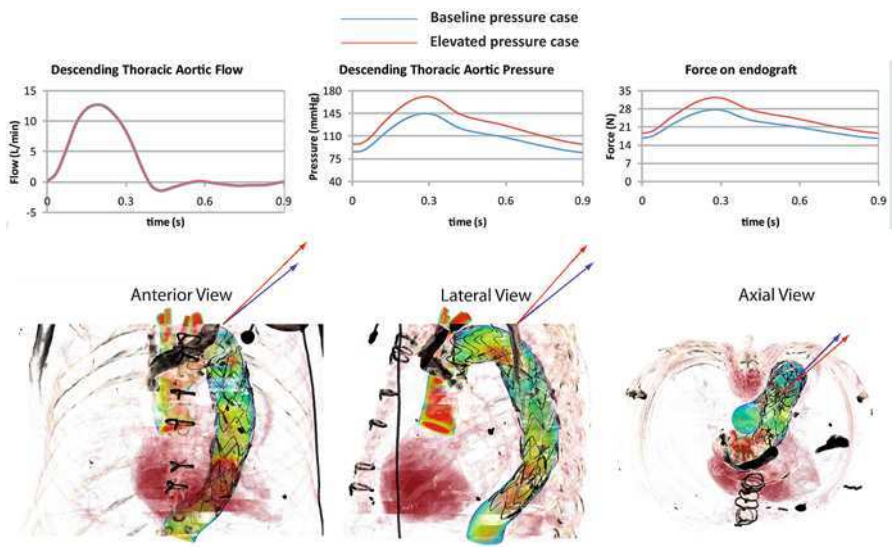 Baseline pressure case
Elevated pressure case
Descending Thoracic Aortic Flow
15
10
5
0
-5
Flow (L/min)
0 0.3 0.6 0.9
time (s)
Descending Thoracic Aortic Pressure
180
145
110
75
40
Pressure (mmHg)
0 0.3 0.6 0.9
time (s)
Force on endograft
35
28
21
14
7
0
Force (N)
0 0.3 0.6 0.9
time (s)
Anterior View
Lateral View
Axial View